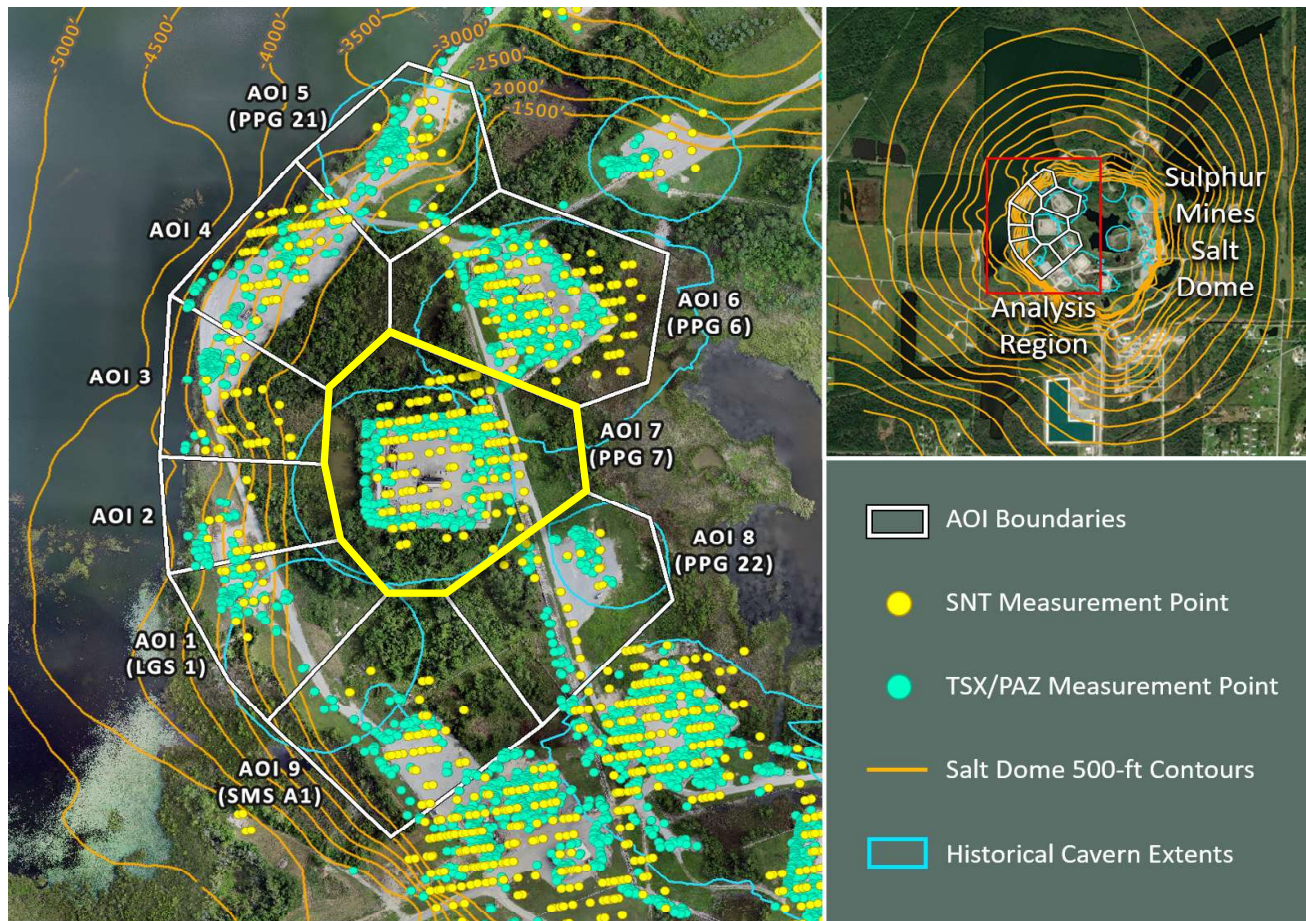 -5000'
-4500'
-4000'
-3500'
-3000'
-2500'
-2000'
-1500'
AOI 5
(PPG 21)
AOI 4
AOI 3
AOI 2
AOI 1
(LGS 1)
AOI 9
(SMS A1)
AOI 6
(PPG 6)
AOI 7
(PPG 7)
AOI 8
(PPG 22)
Sulphur
Mines
Salt
Dome
Analysis
Region
AOI Boundaries
SNT Measurement Point
TSX/PAZ Measurement Point
Salt Dome 500-ft Contours
Historical Cavern Extents